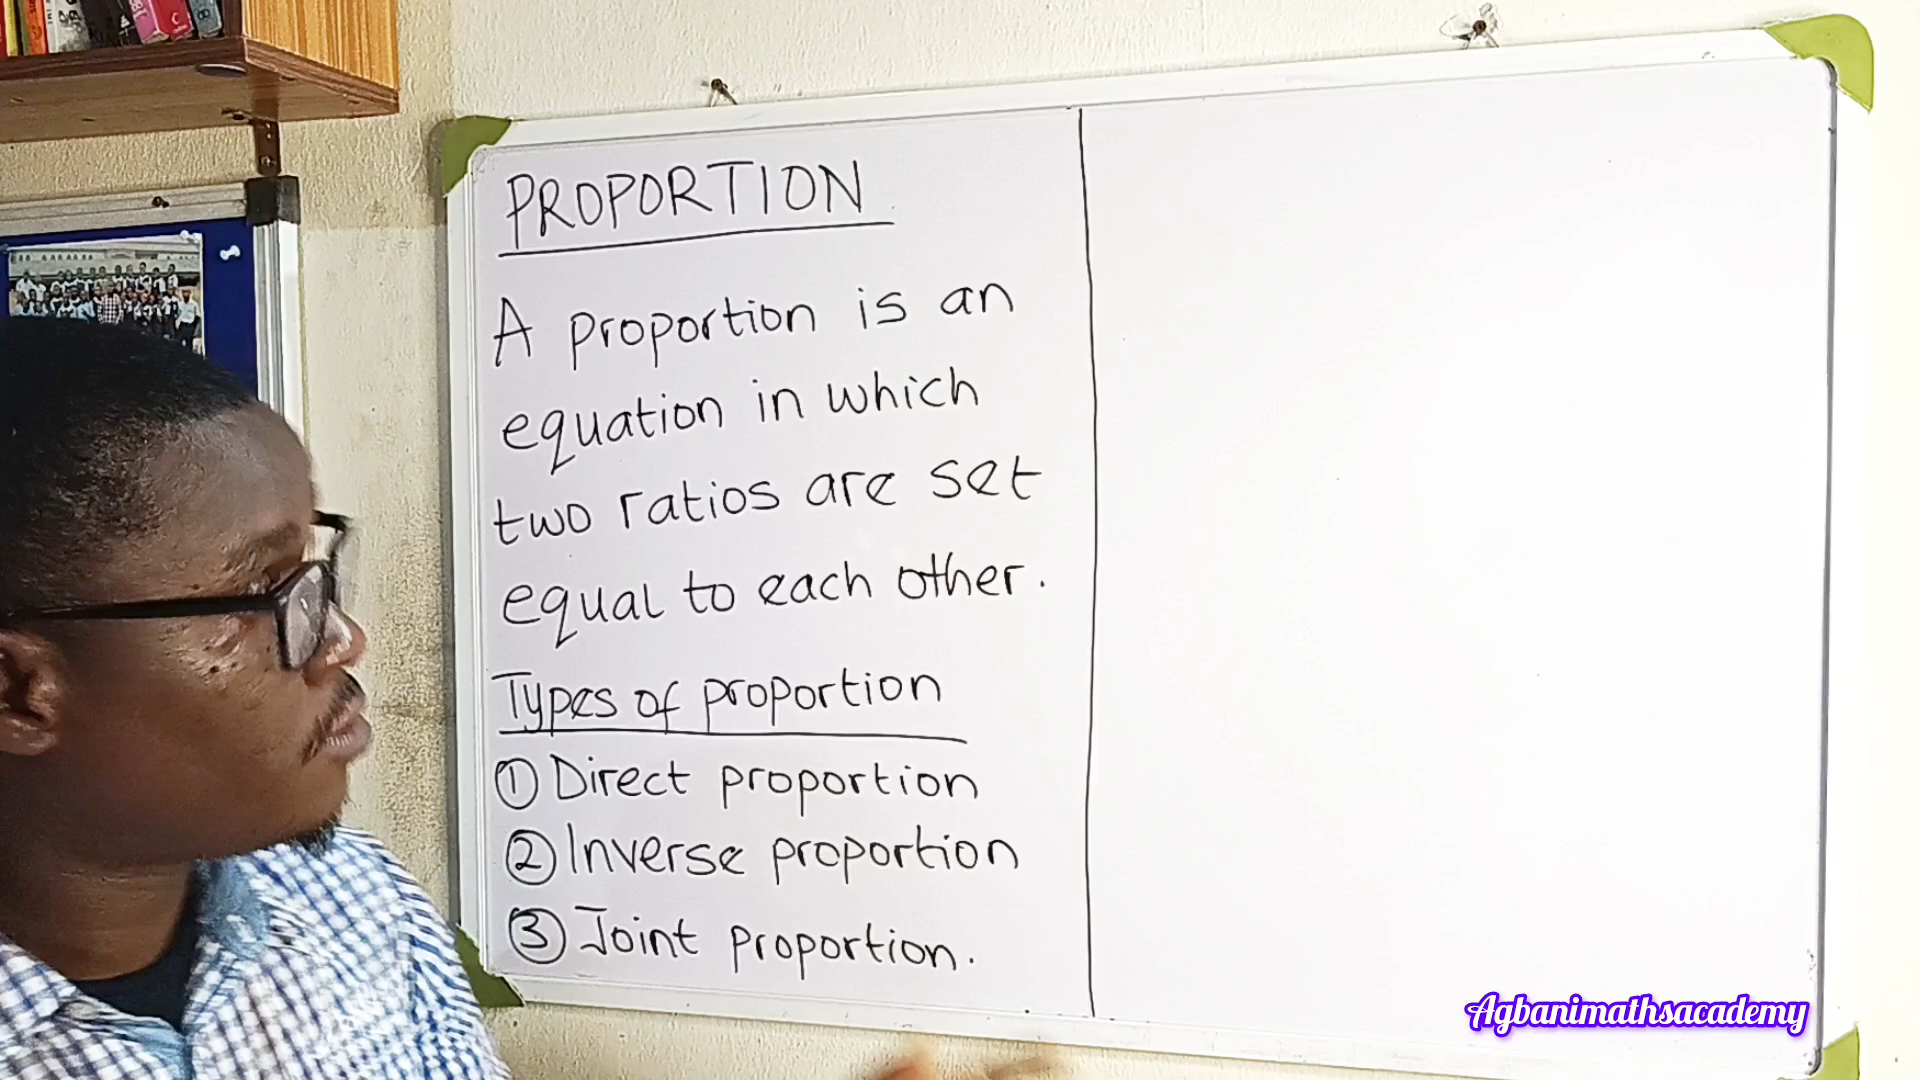 PROPORTION
A proportion is an
equation in which
two ratios are set
equal to each other.
Types of proportion
① Direct proportion
② Inverse proportion
③ Joint proportion.
Agbanimathsacademy